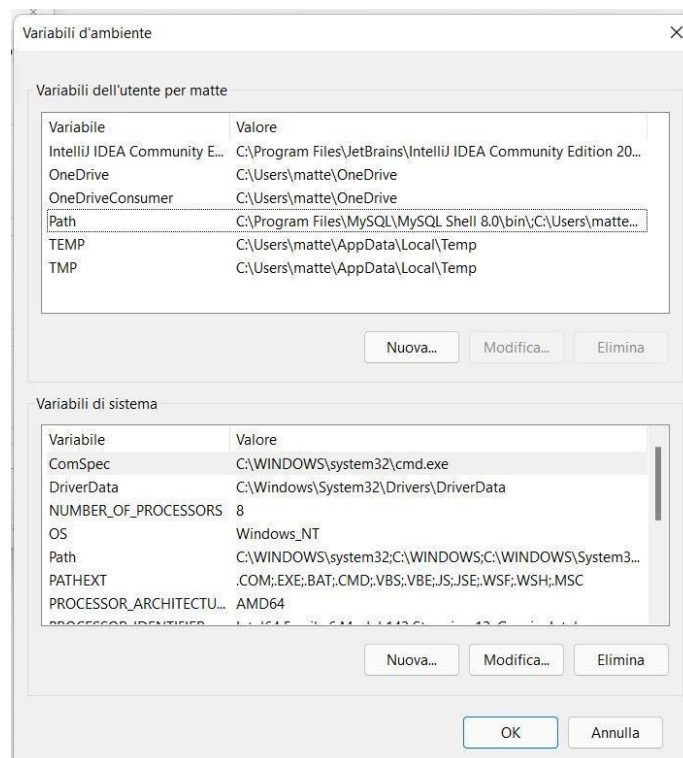 Variabili d'ambiente
Variabili dell'utente per matte
Variabile Valore
IntelliJ IDEA Community E... C:\Program Files\JetBrains\IntelliJ IDEA Community Edition 20...
OneDrive C:\Users\matte\OneDrive
OneDriveConsumer C:\Users\matte\OneDrive
Path C:\Program Files\MySQL\MySQL Shell 8.0\bin\;C:\Users\matte...
TEMP C:\Users\matte\AppData\Local\Temp
TMP C:\Users\matte\AppData\Local\Temp
Nuova... Modifica... Elimina
Variabili di sistema
Variabile Valore
ComSpec C:\WINDOWS\system32\cmd.exe
DriverData C:\Windows\System32\Drivers\DriverData
NUMBER_OF_PROCESSORS 8
OS Windows_NT
Path C:\WINDOWS\system32;C:\WINDOWS;C:\WINDOWS\System3...
PATHEXT .COM;.EXE;.BAT;.CMD;.VBS;.VBE;.JS;.JSE;.WSF;.WSH;.MSC
PROCESSOR_ARCHITECTU... AMD64
Nuova... Modifica... Elimina
OK Annulla